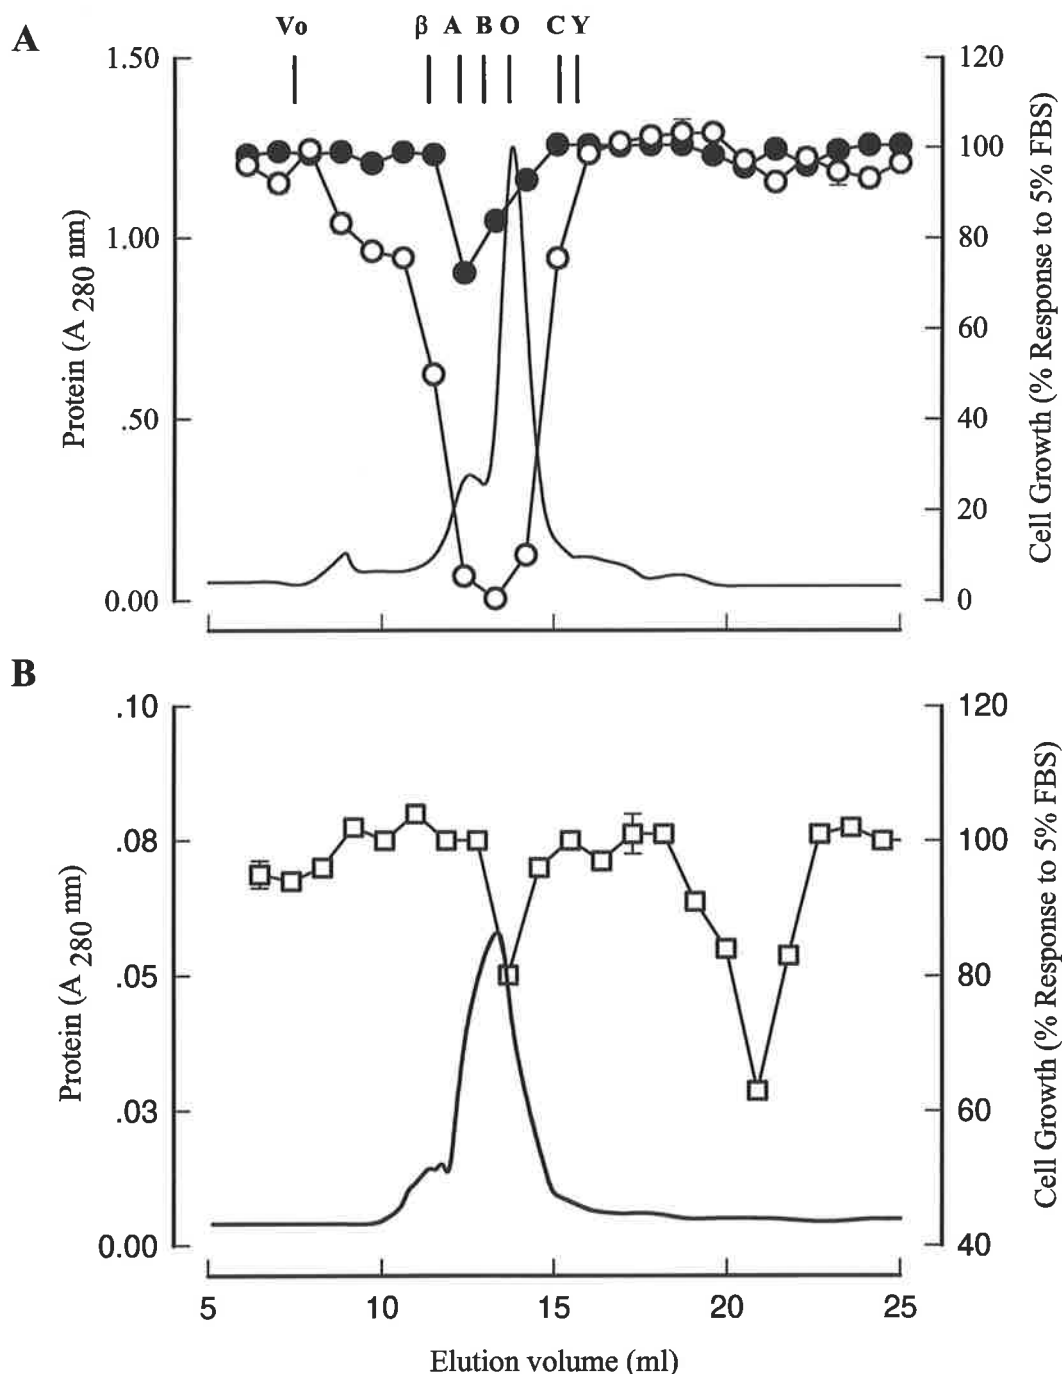 A
Vo β A B O C Y
1.50
1.00
.50
0.00
Protein (A 280 nm)
120
100
80
60
40
20
0
Cell Growth (% Response to 5% FBS)
B
.10
.08
.05
.03
0.00
Protein (A 280 nm)
120
100
80
60
40
Cell Growth (% Response to 5% FBS)
5 10 15 20 25
Elution volume (ml)